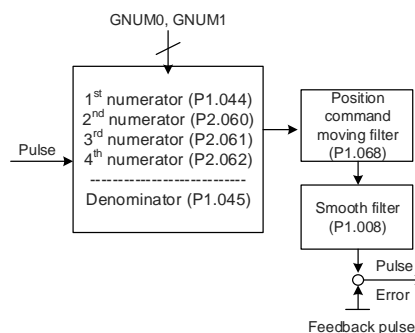 GNUM0, GNUM1
1st numerator (P1.044)
2nd numerator (P2.060)
3rd numerator (P2.061)
4th numerator (P2.062)
----------------------------
Denominator (P1.045)
Pulse
Position
command
moving filter
(P1.068)
Smooth filter
(P1.008)
Pulse
Error
Feedback pulse